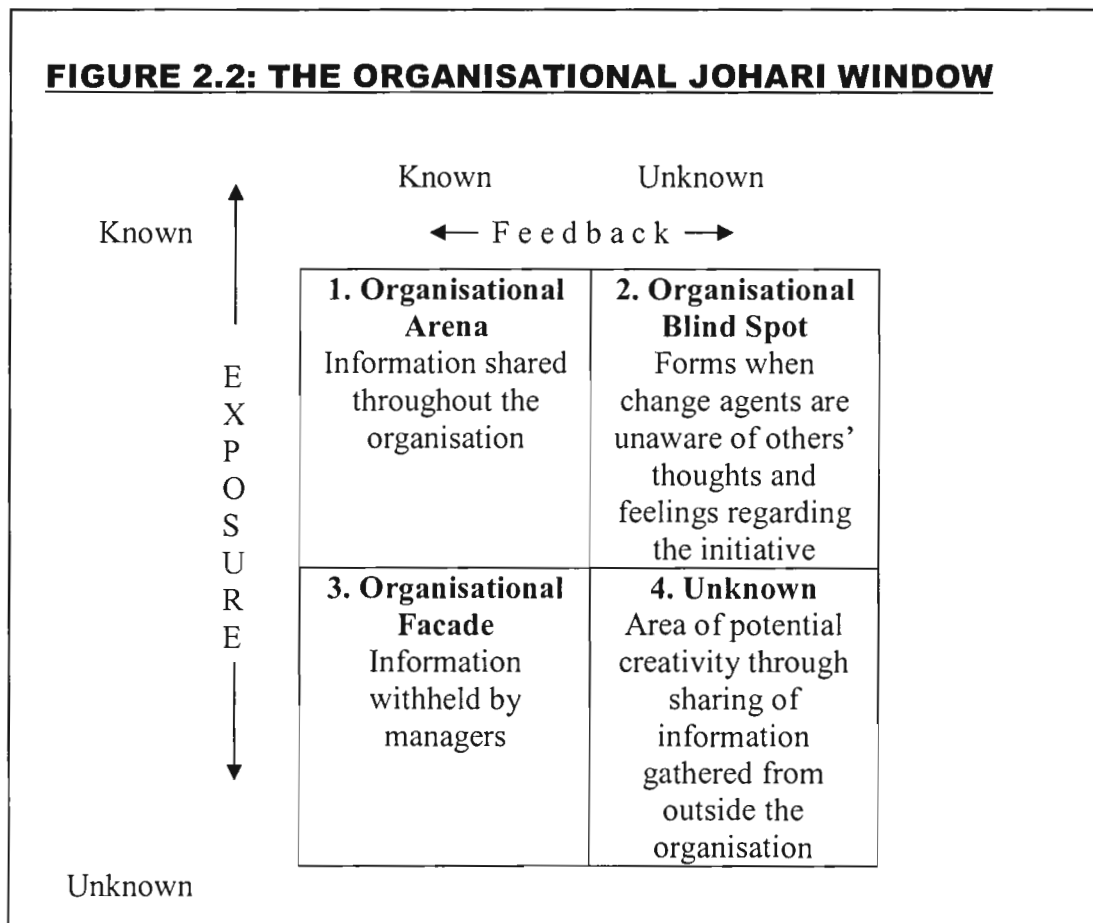 FIGURE 2.2: THE ORGANISATIONAL JOHARI WINDOW
Known Unknown
Known
F e e d b a c k
1. Organisational
Arena
Information shared
throughout the
organisation
2. Organisational
Blind Spot
Forms when
change agents are
unaware of others’
thoughts and
feelings regarding
the initiative
E
X
P
O
S
U
R
E
3. Organisational
Facade
Information
withheld by
managers
4. Unknown
Area of potential
creativity through
sharing of
information
gathered from
outside the
organisation
Unknown